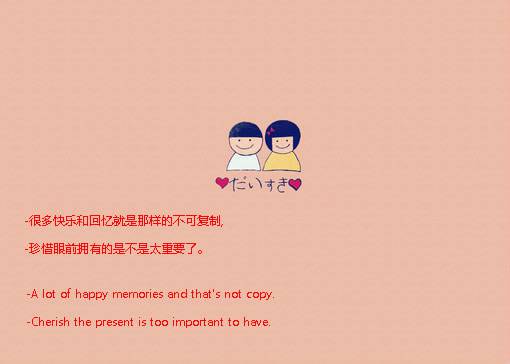 だいすき
-很多快乐和回忆就是那样的不可复制,
-珍惜眼前拥有的是不是太重要了。
-A lot of happy memories and that's not copy.
-Cherish the present is too important to have.